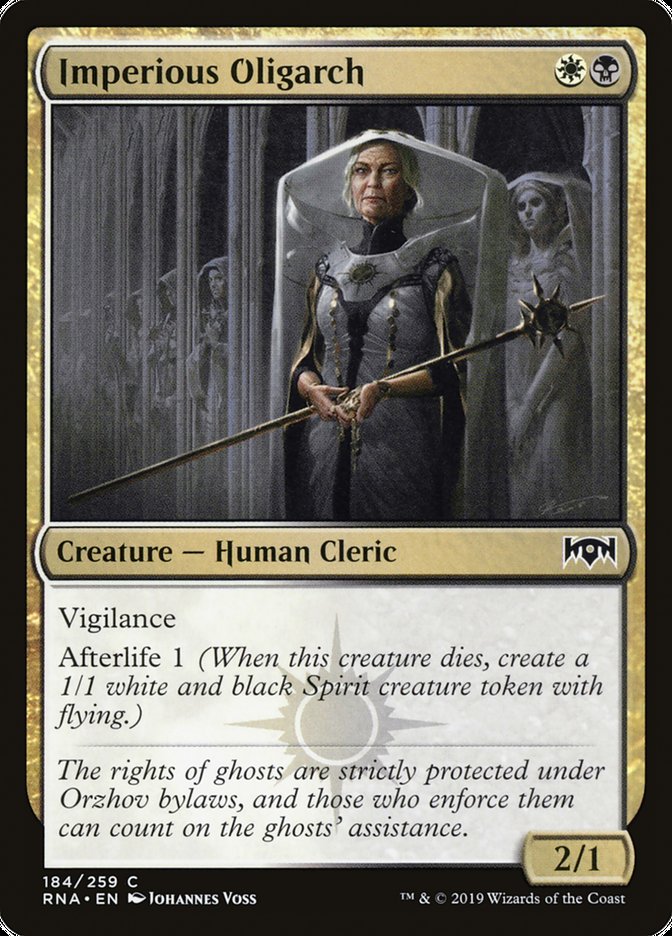 Imperious Oligarch
Creature — Human Cleric
Vigilance
Afterlife 1 (When this creature dies, create a
1/1 white and black Spirit creature token with
flying.)
The rights of ghosts are strictly protected under
Orzhov bylaws, and those who enforce them
can count on the ghosts' assistance.
2/1
184/259 C
RNA • EN Johannes Voss
™ & © 2019 Wizards of the Coast